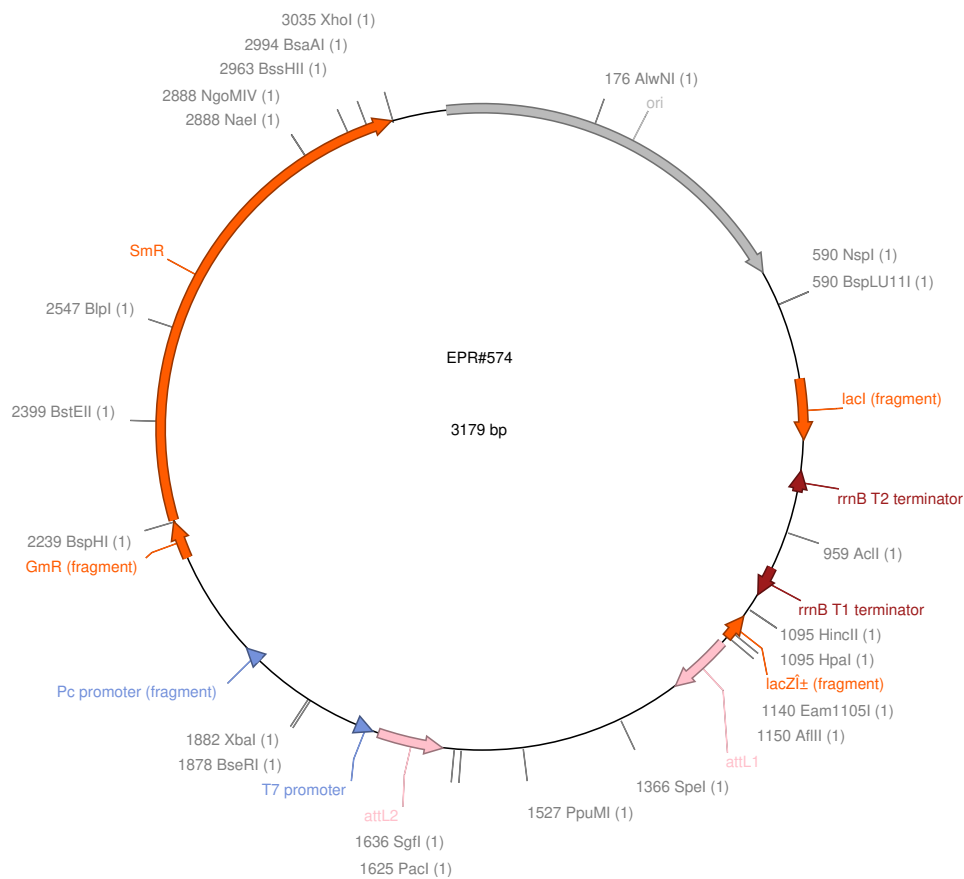 3035 XhoI (1)
2994 BsaAI (1)
2963 BssHII (1)
2888 NgoMIV (1)
2888 NaeI (1)
176 AlwNI (1)
ori
SmR
590 NspI (1)
590 BspLU11I (1)
2547 BlpI (1)
EPR#574
2399 BstEII (1)
lacI (fragment)
3179 bp
rrnB T2 terminator
2239 BspHI (1)
959 AclI (1)
GmR (fragment)
rrnB T1 terminator
1095 HincII (1)
1095 HpaI (1)
lacZÎ± (fragment)
Pc promoter (fragment)
1140 Eam1105I (1)
1150 AflII (1)
1882 XbaI (1)
1878 BseRI (1)
attL1
T7 promoter
1366 SpeI (1)
attL2
1527 PpuMI (1)
1636 SgfI (1)
1625 PacI (1)